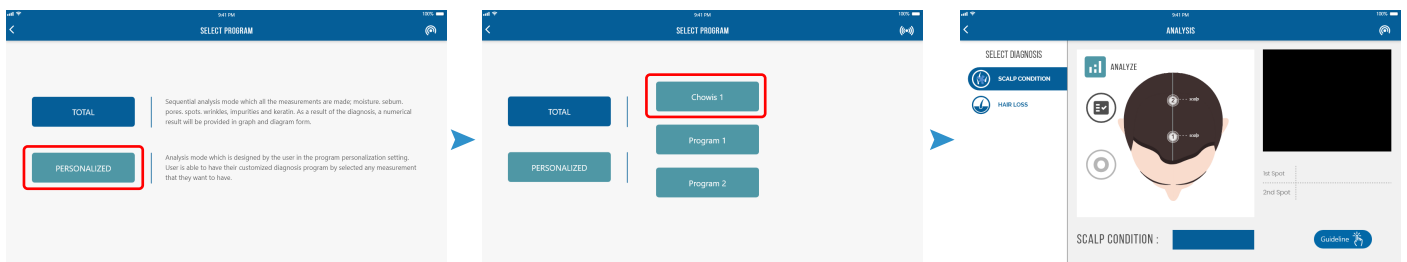 9:41 PM
100%
SELECT PROGRAM
TOTAL
Sequential analysis mode which all the measurements are made; moisture. sebum.
pores. spots. wrinkles, impurities and keratin. As a result of the diagnosis, a numerical
result will be provided in graph and diagram form.
PERSONALIZED
Analysis mode which is designed by the user in the program personalization setting.
User is able to have their customized diagnosis program by selected any measurement
that they want to have.
9:41 PM
100%
SELECT PROGRAM
TOTAL
PERSONALIZED
Chowis 1
Program 1
Program 2
9:41 PM
100%
ANALYSIS
SELECT DIAGNOSIS
SCALP CONDITION
HAIR LOSS
ANALYZE
2 scalp
1 scalp
1st Spot
2nd Spot
SCALP CONDITION :
Guideline